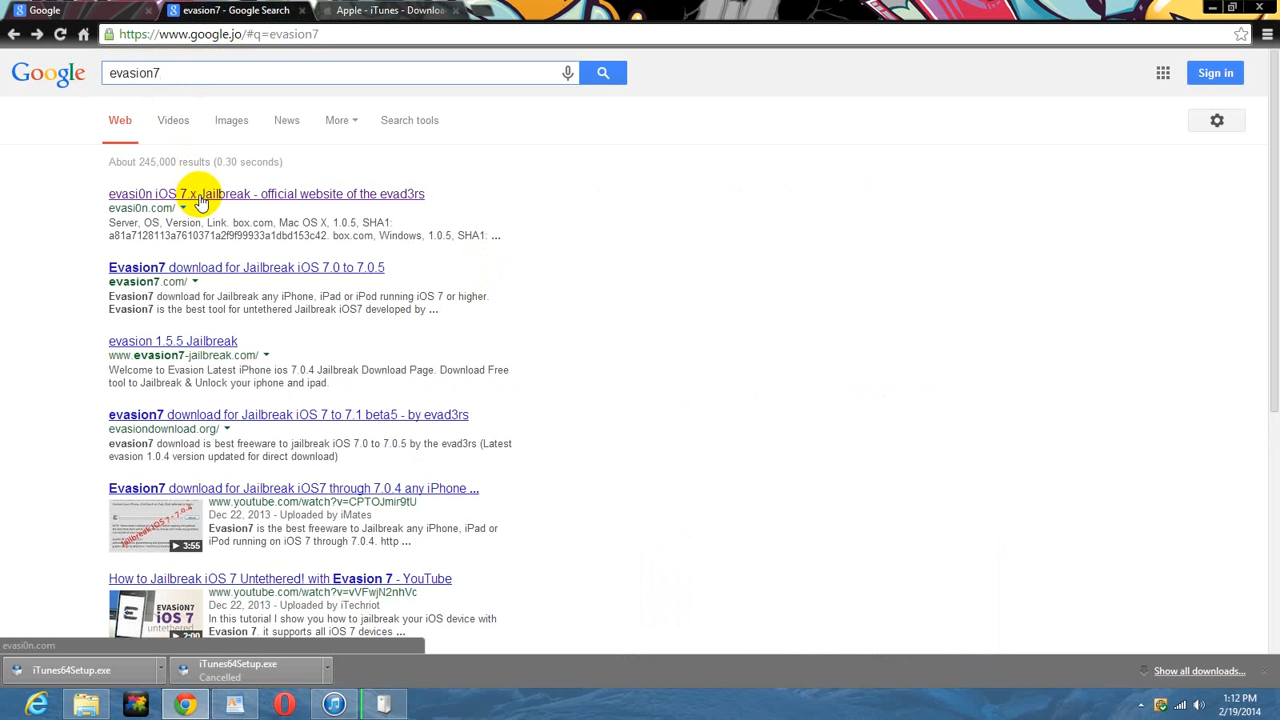 Google
evasion7 - Google Search
Apple - iTunes - Downloa
https://www.google.jo/#q=evasion7
Google
evasion7
Sign in
Web
Videos
Images
News
More
Search tools
About 245,000 results (0.30 seconds)
evasi0n iOS 7.x Jailbreak - official website of the evad3rs
evasi0n.com/
Server, OS, Version, Link. box.com, Mac OS X, 1.0.5, SHA1:
a81a7128113a7610371a2f9f99933a1dbd153c42. box.com, Windows, 1.0.5, SHA1: ...
Evasion7 download for Jailbreak iOS 7.0 to 7.0.5
evasion7.com/
Evasion7 download for Jailbreak any iPhone, iPad or iPod running iOS 7 or higher.
Evasion7 is the best tool for untethered Jailbreak iOS7 developed by ...
evasion 1.5.5 Jailbreak
www.evasion7-jailbreak.com/
Welcome to Evasion Latest iPhone ios 7.0.4 Jailbreak Download Page. Download Free
tool to Jailbreak & Unlock your iphone and ipad.
evasion7 download for Jailbreak iOS 7 to 7.1 beta5 - by evad3rs
evasiondownload.org/
evasion7 download is best freeware to jailbreak iOS 7.0 to 7.0.5 by the evad3rs (Latest
evasion 1.0.4 version updated for direct download)
Evasion7 download for Jailbreak iOS7 through 7.0.4 any iPhone ...
www.youtube.com/watch?v=CPTOJmir9tU
Dec 22, 2013 - Uploaded by iMates
Evasion7 is the best freeware to Jailbreak any iPhone, iPad or
iPod running on iOS 7 through 7.0.4. http ...
jailbreak iOS 7 - 7.0.4
3:55
How to Jailbreak iOS 7 Untethered! with Evasion 7 - YouTube
www.youtube.com/watch?v=vVFwjN2nhVc
Dec 22, 2013 - Uploaded by iTechriot
In this tutorial I show you how to jailbreak your iOS device with
Evasion 7. it supports all iOS 7 devices ...
EVASiON7
iOS 7
untethered
2:00
evasi0n.com
iTunes64Setup.exe
iTunes64Setup.exe
Cancelled
Show all downloads...
1:12 PM
2/19/2014